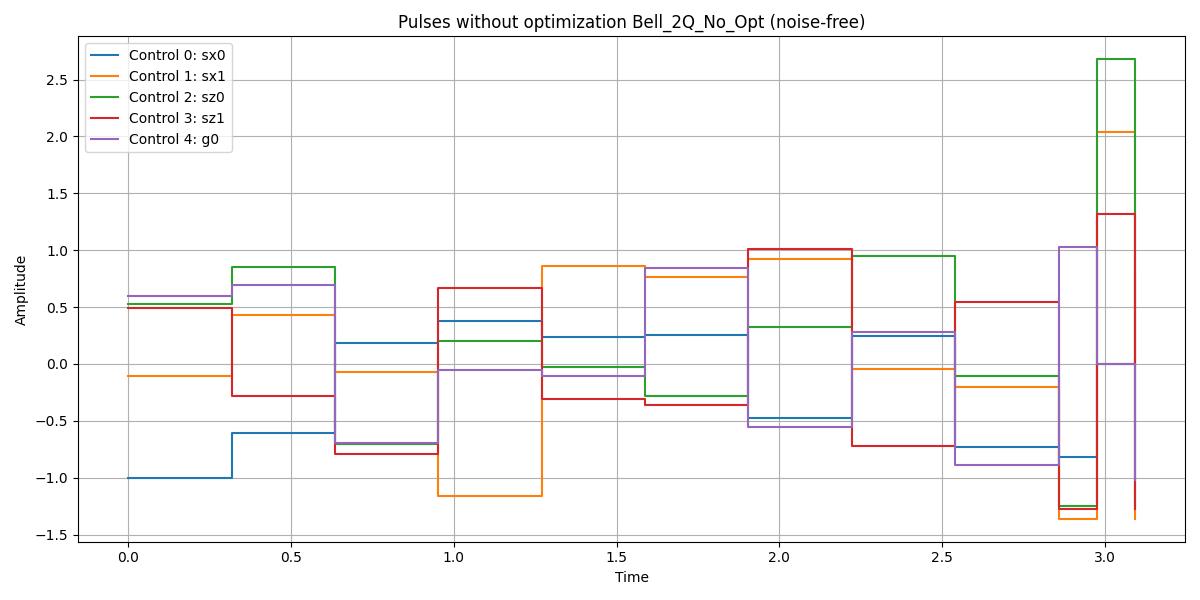 Pulses without optimization Bell_2Q_No_Opt (noise-free)
Control 0: sx0
Control 1: sx1
Control 2: sz0
Control 3: sz1
Control 4: g0
Amplitude
2.5
2.0
1.5
1.0
0.5
0.0
−0.5
−1.0
−1.5
0.0 0.5 1.0 1.5 2.0 2.5 3.0
Time